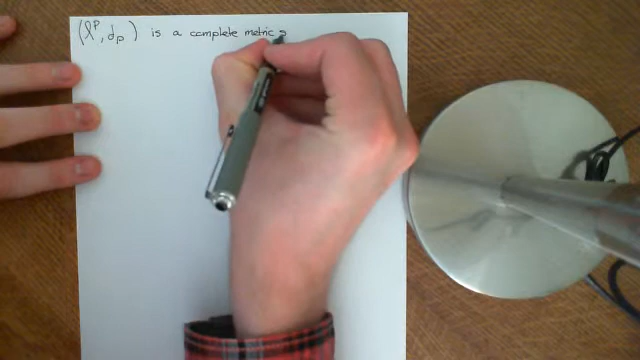 (ℓᵖ, dₚ) is a complete metric s